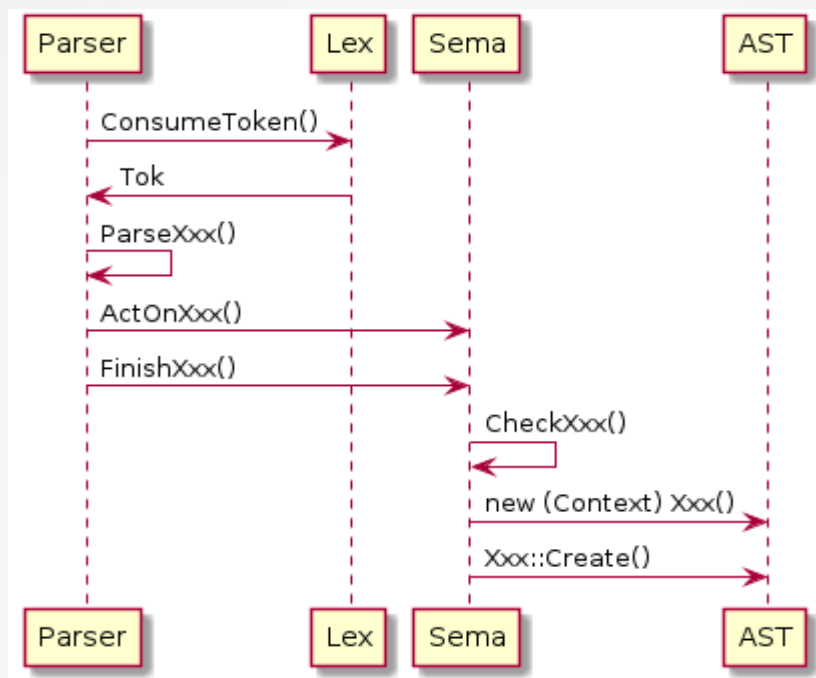 Parser Lex Sema AST
ConsumeToken()
Tok
ParseXxx()
ActOnXxx()
FinishXxx()
CheckXxx()
new (Context) Xxx()
Xxx::Create()
Parser Lex Sema AST